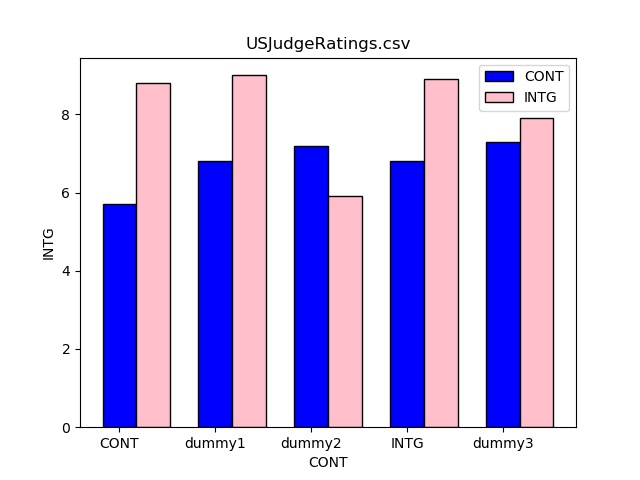 USJudgeRatings.csv
CONT
INTG
8
6
4
2
0
INTG
CONT dummy1 dummy2 INTG dummy3
CONT